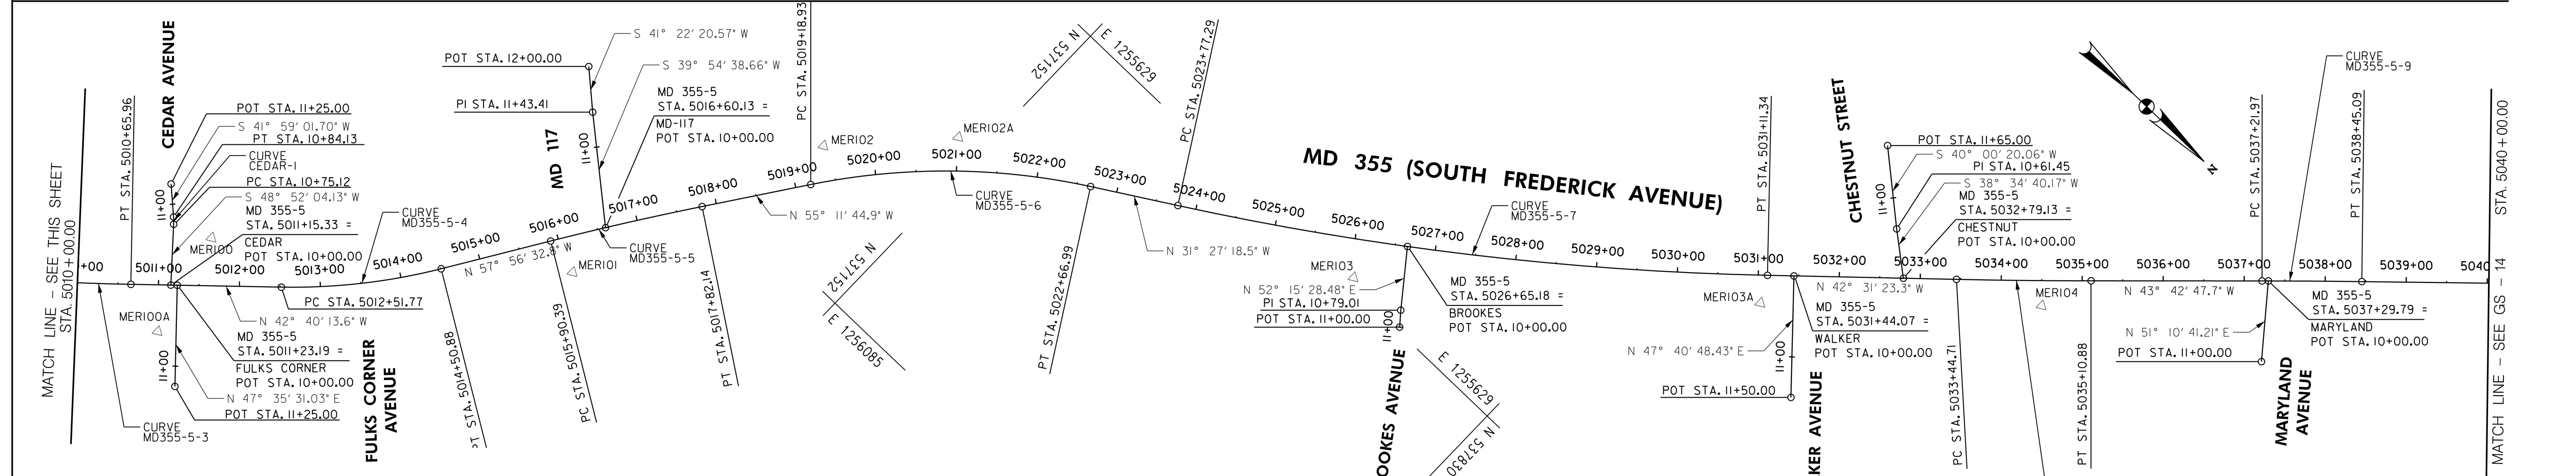 MATCH LINE - SEE THIS SHEET
STA. 5010+00.00
CEDAR AVENUE
PT STA. 5010+65.96
POT STA. 11+25.00
S 41° 59' 01.70" W
PT STA. 10+84.13
CURVE
CEDAR-1
PC STA. 10+75.12
S 48° 52' 04.13" W
MD 355-5
STA. 5011+15.33 =
CEDAR
POT STA. 10+00.00
11+00
MER100
MER100A
+00
5011+00
5012+00
5013+00
5014+00
5015+00
5016+00
5017+00
5018+00
5019+00
5020+00
5021+00
5022+00
5023+00
5024+00
5025+00
5026+00
5027+00
5028+00
5029+00
5030+00
5031+00
5032+00
5033+00
5034+00
5035+00
5036+00
5037+00
5038+00
5039+00
5040
CURVE
MD355-5-3
CURVE
MD355-5-4
PC STA. 5012+51.77
N 42° 40' 13.6" W
MD 355-5
STA. 5011+23.19 =
FULKS CORNER
POT STA. 10+00.00
N 47° 35' 31.03" E
POT STA. 11+25.00
11+00
FULKS CORNER
AVENUE
PT STA. 5014+50.88
N 57° 56' 32.8" W
PC STA. 5015+90.39
MER101
POT STA. 12+00.00
S 41° 22' 20.57" W
PI STA. 11+43.41
S 39° 54' 38.66" W
MD 117
11+00
MD 355-5
STA. 5016+60.13 =
MD-117
POT STA. 10+00.00
CURVE
MD355-5-5
PT STA. 5017+82.14
N 55° 11' 44.9" W
PC STA. 5019+18.93
MER102
MER102A
CURVE
MD355-5-6
N 537152
E 1255629
N 537152
E 1256085
PT STA. 5022+66.99
N 31° 27' 18.5" W
PC STA. 5023+77.29
MD 355 (SOUTH FREDERICK AVENUE)
CURVE
MD355-5-7
MER103
N 52° 15' 28.48" E
PI STA. 10+79.01
POT STA. 11+00.00
11+00
MD 355-5
STA. 5026+65.18 =
BROOKES
POT STA. 10+00.00
OOKES AVENUE
E 1255629
N 537830
PT STA. 5031+11.34
MER103A
N 47° 40' 48.43" E
POT STA. 11+50.00
11+00
MD 355-5
STA. 5031+44.07 =
WALKER
POT STA. 10+00.00
KER AVENUE
N 42° 31' 23.3" W
CHESTNUT STREET
11+00
POT STA. 11+65.00
S 40° 00' 20.06" W
PI STA. 10+61.45
S 38° 34' 40.17" W
MD 355-5
STA. 5032+79.13 =
CHESTNUT
POT STA. 10+00.00
PC STA. 5033+44.71
MER104
PT STA. 5035+10.88
N 43° 42' 47.7" W
N
PC STA. 5037+21.97
CURVE
MD355-5-9
PT STA. 5038+45.09
N 51° 10' 41.21" E
POT STA. 11+00.00
MD 355-5
STA. 5037+29.79 =
MARYLAND
POT STA. 10+00.00
MARYLAND
AVENUE
MATCH LINE - SEE GS - 14 STA. 5040+00.00